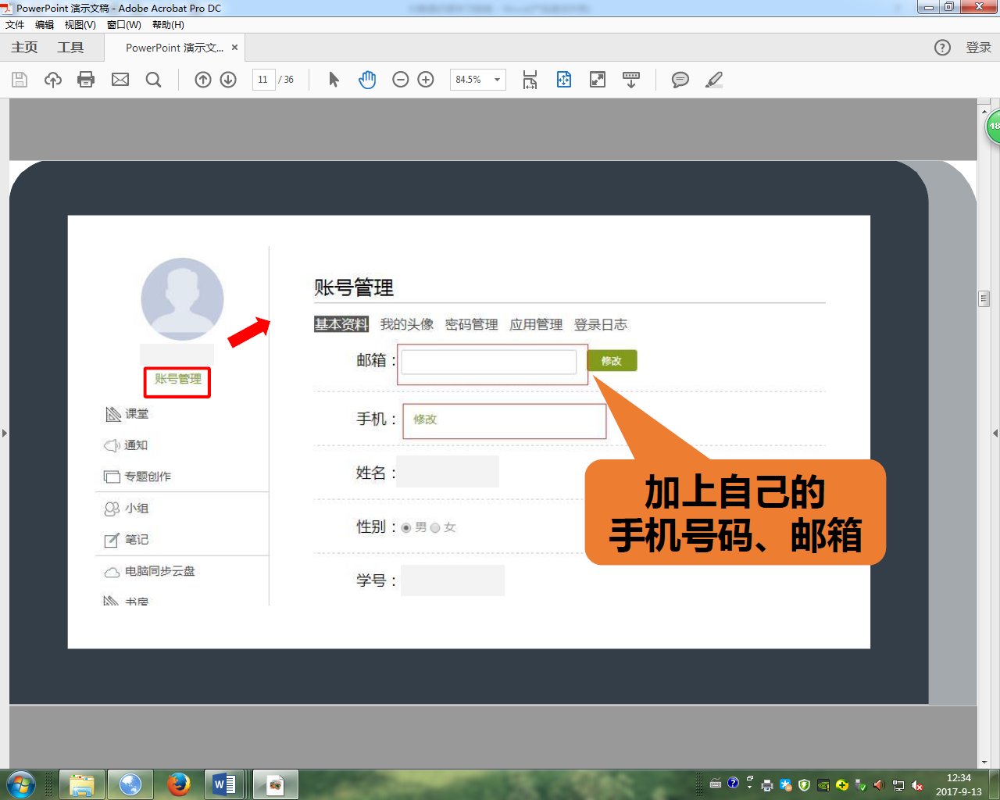 PowerPoint 演示文稿 - Adobe Acrobat Pro DC
文件 编辑 视图(V) 窗口(W) 帮助(H)
主页 工具 PowerPoint 演示文... × 登录
11 / 36 84.5%
48
账号管理
课堂
通知
专题创作
小组
笔记
电脑同步云盘
书房
账号管理
基本资料 我的头像 密码管理 应用管理 登录日志
邮箱： 修改
手机： 修改
姓名：
性别： 男 女
学号：
加上自己的
手机号码、邮箱
12:34
2017-9-13